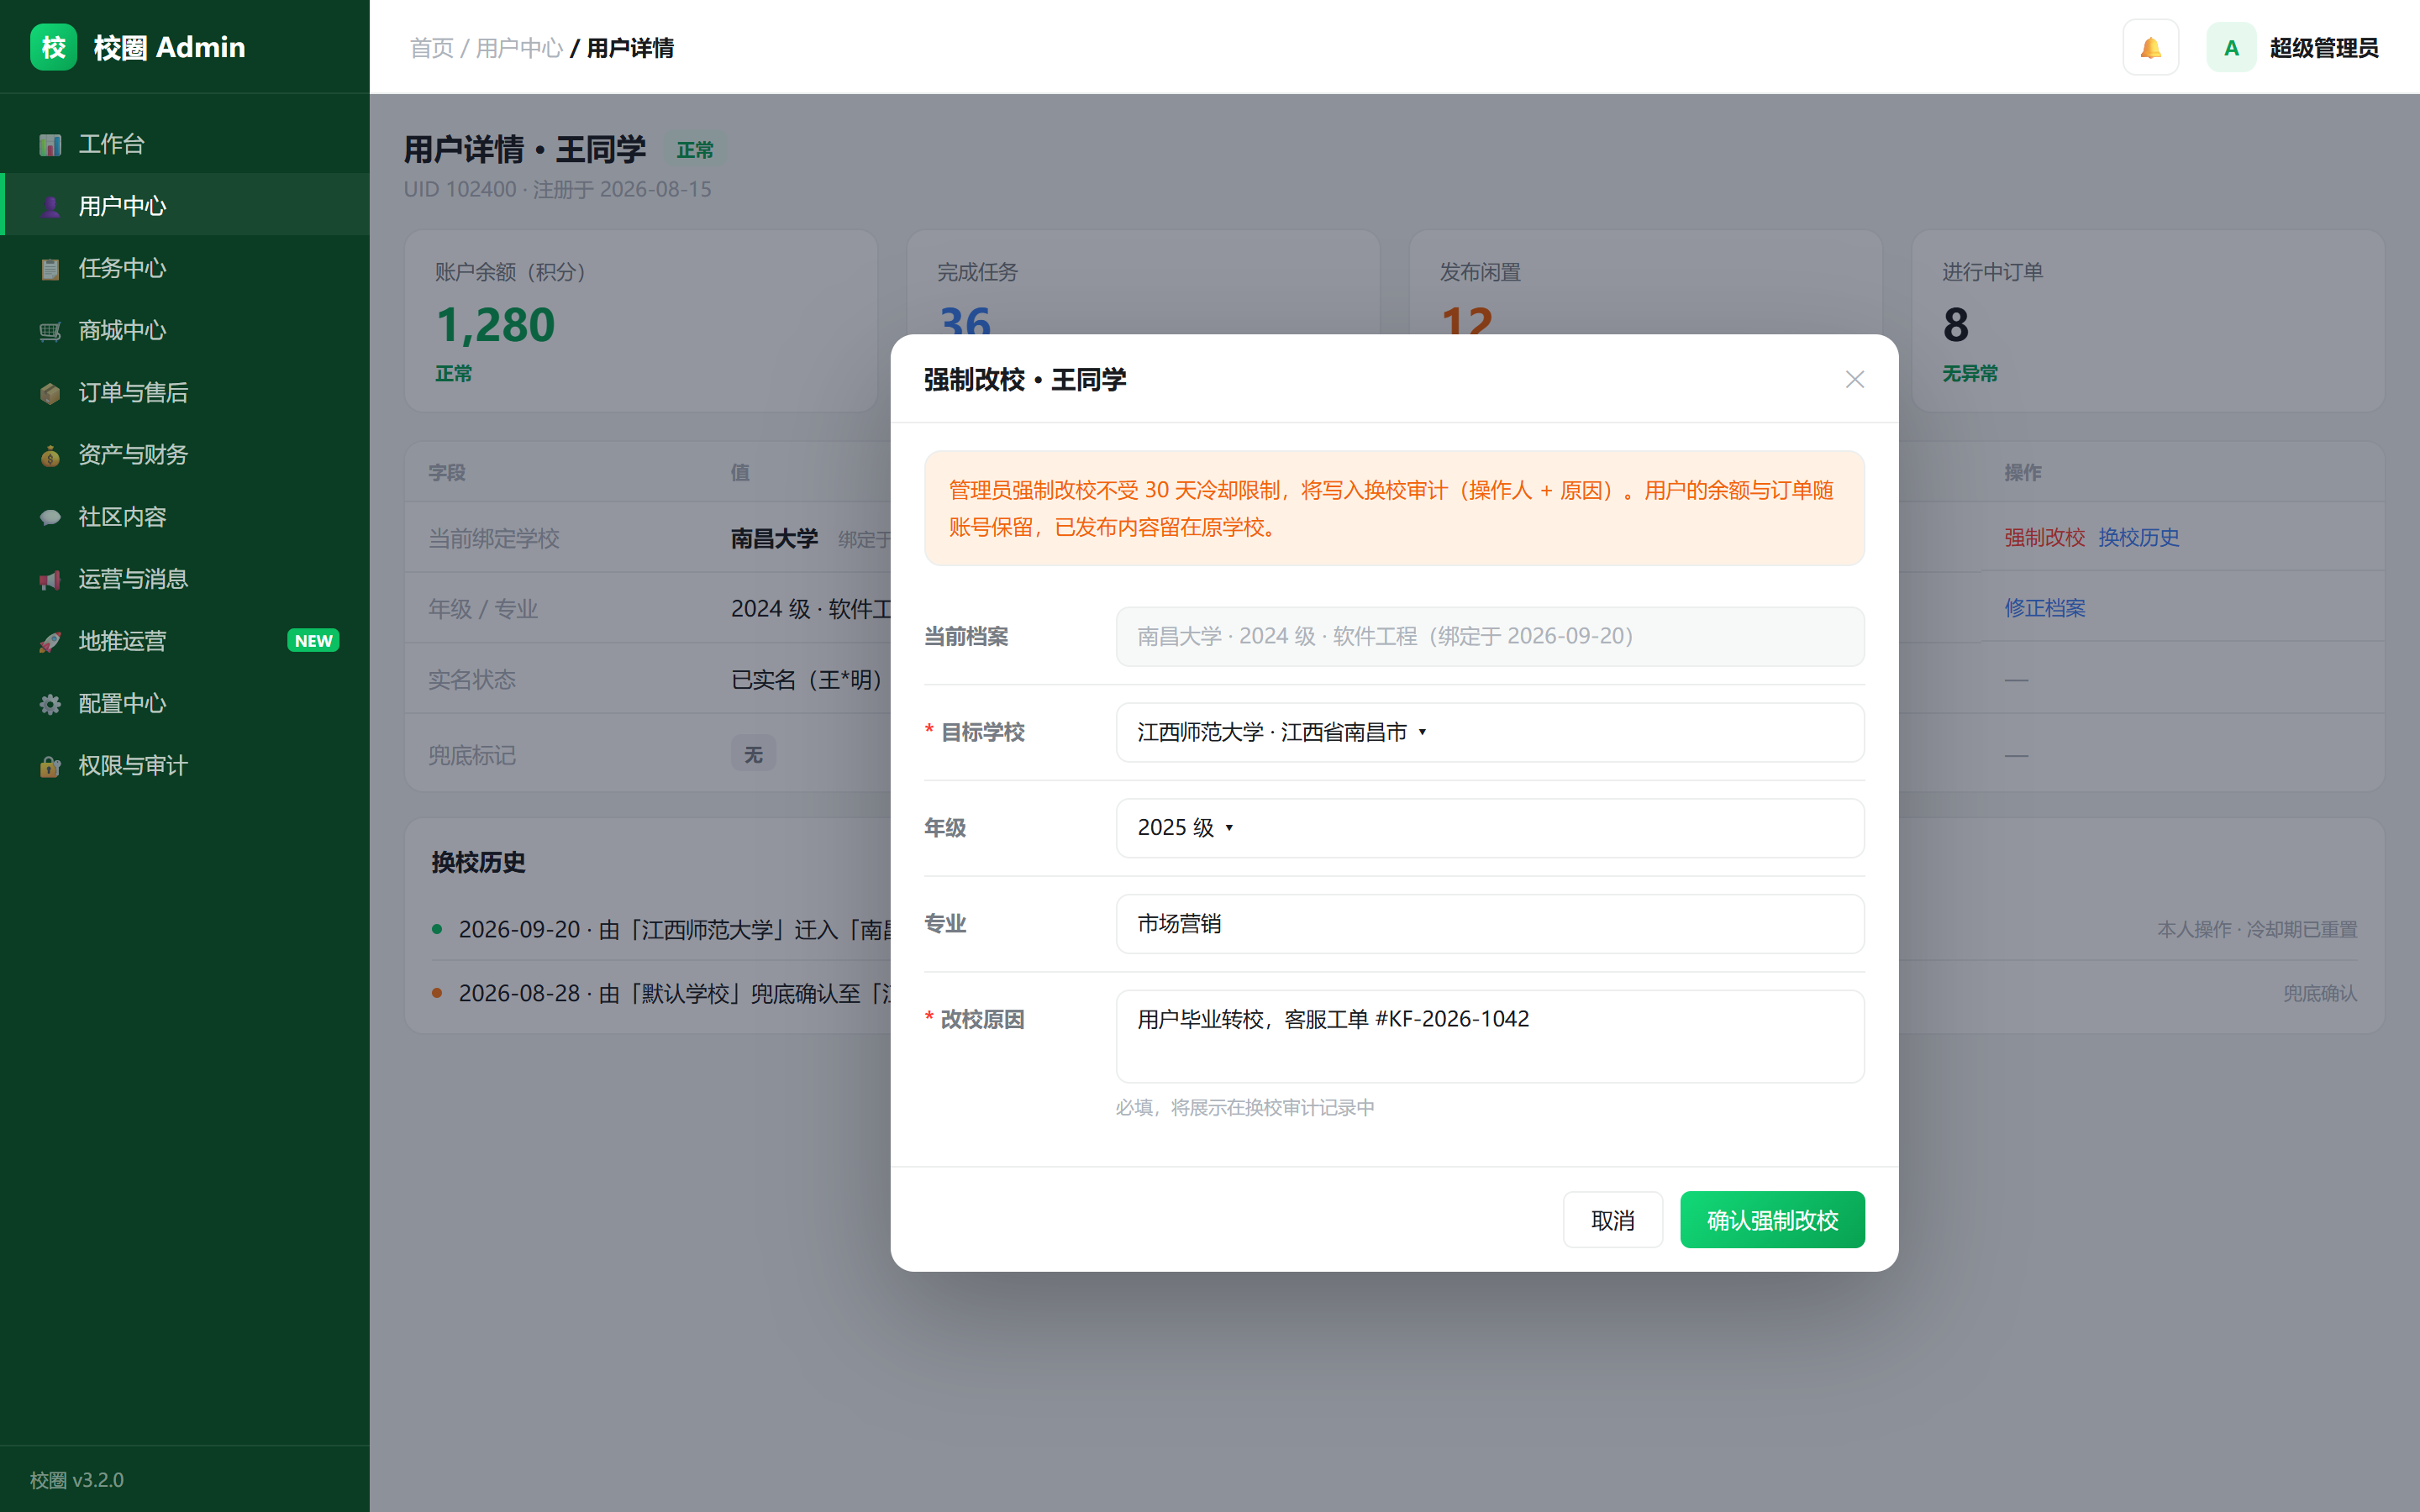 校 校圈 Admin
首页 / 用户中心 / 用户详情
A 超级管理员
工作台
用户中心
任务中心
商城中心
订单与售后
资产与财务
社区内容
运营与消息
地推运营 NEW
配置中心
权限与审计
校圈 v3.2.0
用户详情 • 王同学 正常
UID 102400 · 注册于 2026-08-15
账户余额（积分）
1,280
正常
完成任务
36
发布闲置
12
进行中订单
8
无异常
字段 值 操作
当前绑定学校 南昌大学 绑定于 强制改校 换校历史
年级 / 专业 2024 级 · 软件工 修正档案
实名状态 已实名（王*明） —
兜底标记 无 —
换校历史
2026-09-20 · 由「江西师范大学」迁入「南 本人操作 · 冷却期已重置
2026-08-28 · 由「默认学校」兜底确认至「 兜底确认
强制改校 • 王同学
管理员强制改校不受 30 天冷却限制，将写入换校审计（操作人 + 原因）。用户的余额与订单随
账号保留，已发布内容留在原学校。
当前档案 南昌大学 · 2024 级 · 软件工程（绑定于 2026-09-20）
* 目标学校 江西师范大学 · 江西省南昌市 ▾
年级 2025 级 ▾
专业 市场营销
* 改校原因 用户毕业转校，客服工单 #KF-2026-1042
必填，将展示在换校审计记录中
取消 确认强制改校